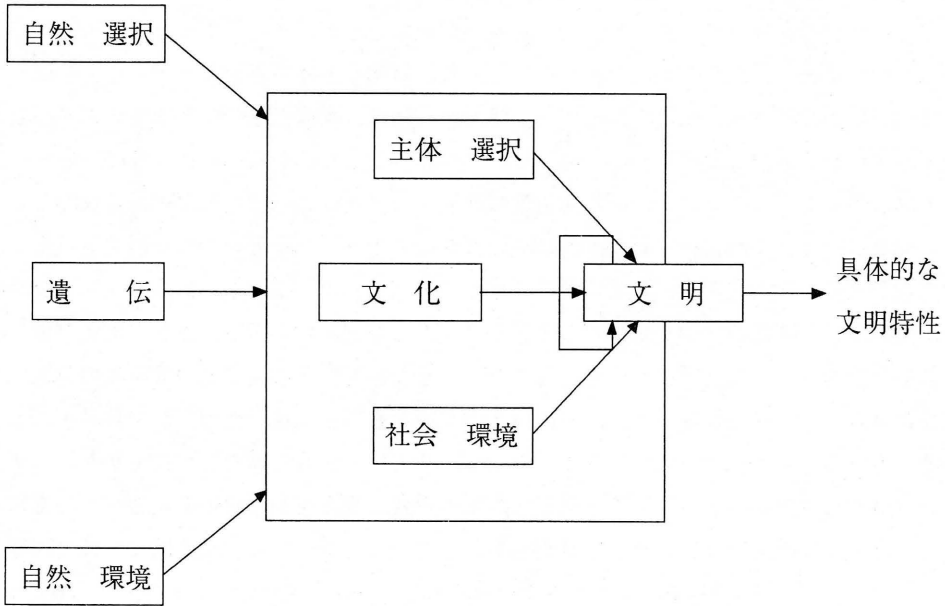 自然　選択
主体　選択
遺　　伝
文　化
文　明
具体的な
文明特性
社会　環境
自然　環境